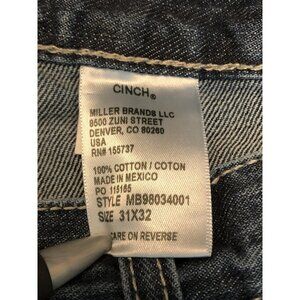 CINCH®
MILLER BRANDS LLC
9500 ZUNI STREET
DENVER, CO 80260
USA
RN# 155737
100% COTTON / COTON
MADE IN MEXICO
PO 115165
STYLE MB98034001
SIZE 31X32
CARE ON REVERSE